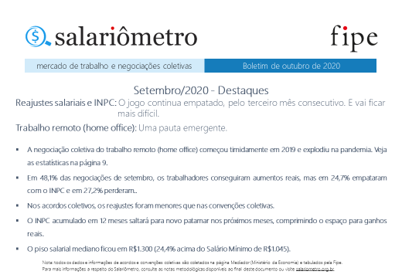 salariômetro
fipe
mercado de trabalho e negociações coletivas
Boletim de outubro de 2020
Setembro/2020 - Destaques
Reajustes salariais e INPC: O jogo continua empatado, pelo terceiro mês consecutivo. E vai ficar
mais difícil.
Trabalho remoto (home office): Uma pauta emergente.
• A negociação coletiva do trabalho remoto (home office) começou timidamente em 2019 e explodiu na pandemia. Veja
as estatísticas na página 9.
• Em 48,1% das negociações de setembro, os trabalhadores conseguiram aumentos reais, mas em 24,7% empataram
com o INPC e em 27,2% perderam..
• Nos acordos coletivos, os reajustes foram menores que nas convenções coletivas.
• O INPC acumulado em 12 meses saltará para novo patamar nos próximos meses, comprimindo o espaço para ganhos
reais.
• O piso salarial mediano ficou em R$1.300 (24,4% acima do Salário Mínimo de R$1.045).
Nota: todos os dados e informações de acordos e convenções coletivas são coletados na página Mediador (Ministério da Economia) e tabulados pela Fipe.
Para mais informações a respeito do Salariômetro, consulte as notas metodológicas disponíveis ao final deste documento ou visite salariometro.org.br